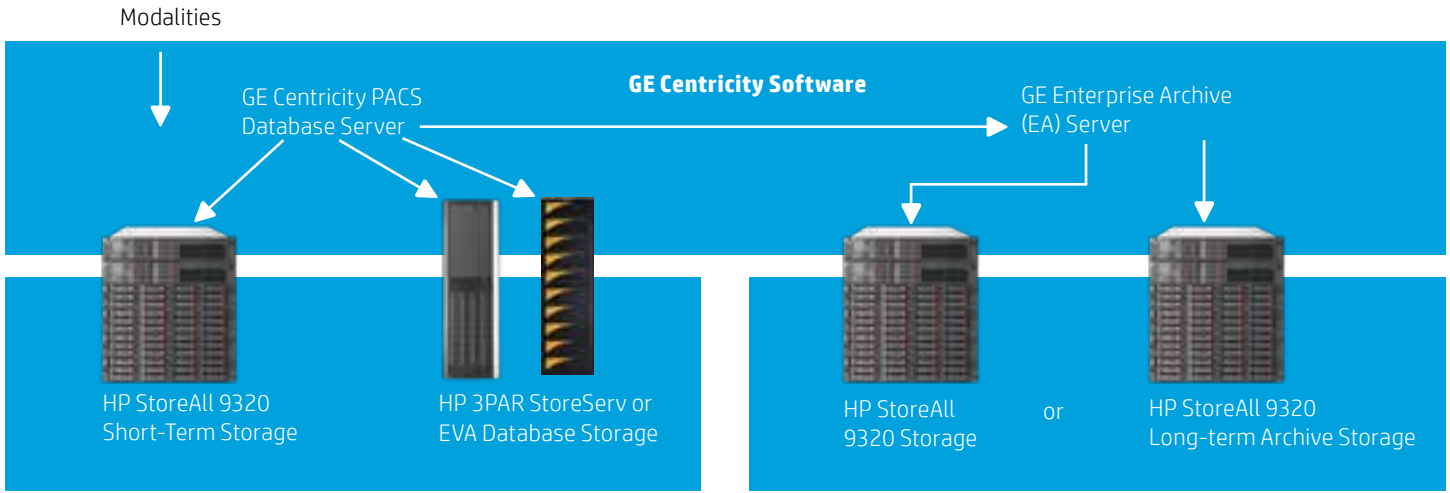 Modalities
GE Centricity Software
GE Centricity PACS
Database Server
GE Enterprise Archive
(EA) Server
HP StoreAll 9320
Short-Term Storage
HP 3PAR StoreServ or
EVA Database Storage
HP StoreAll
9320 Storage
or
HP StoreAll 9320
Long-term Archive Storage